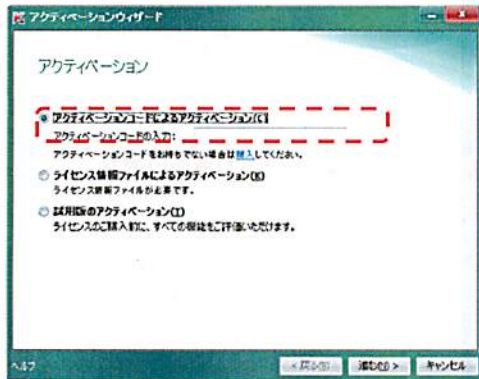 アクティベーションウィザード
アクティベーション
アクティベーションコードによるアクティベーション(C)
アクティベーションコードの入力:
アクティベーションコードをお持ちでない場合は購入してください。
ライセンス情報ファイルによるアクティベーション(K)
ライセンス情報ファイルが必要です。
試用版のアクティベーション(T)
ライセンスのご購入前に、すべての機能をご評価いただけます。
ヘルプ
< 戻る(B)
進む(N) >
キャンセル